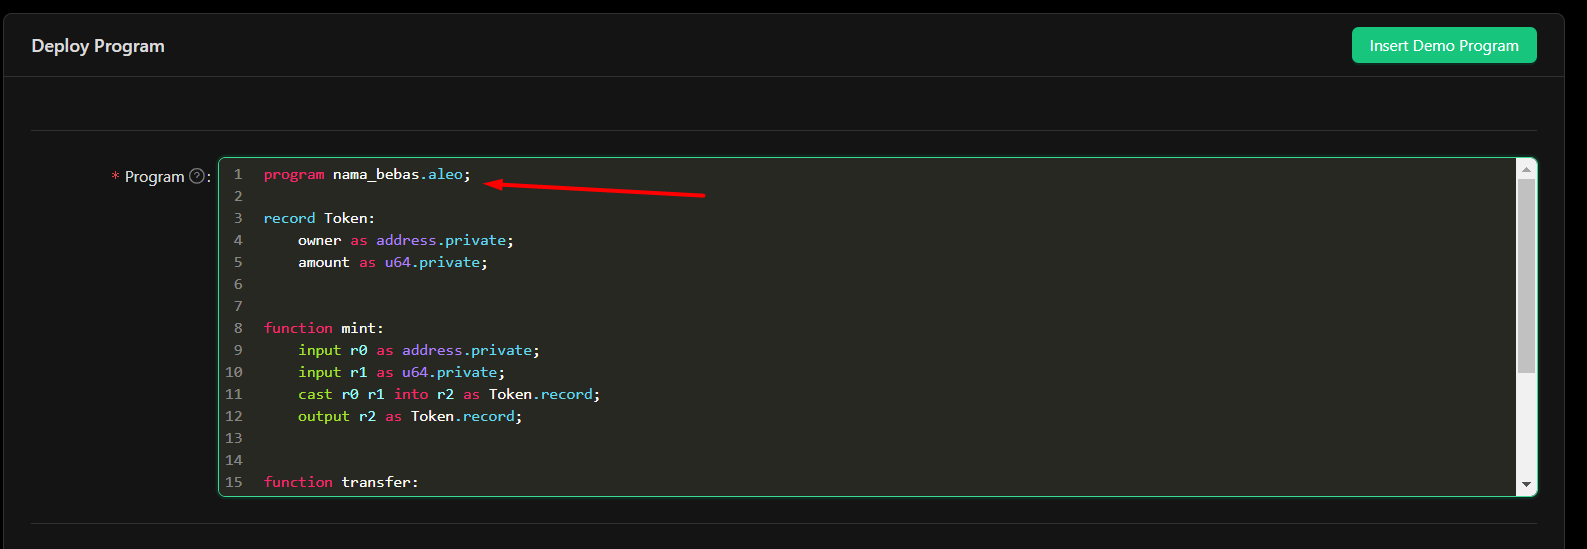 Deploy Program
Insert Demo Program
* Program ? :
1 program nama_bebas.aleo;
2
3 record Token:
4 owner as address.private;
5 amount as u64.private;
6
7
8 function mint:
9 input r0 as address.private;
10 input r1 as u64.private;
11 cast r0 r1 into r2 as Token.record;
12 output r2 as Token.record;
13
14
15 function transfer: